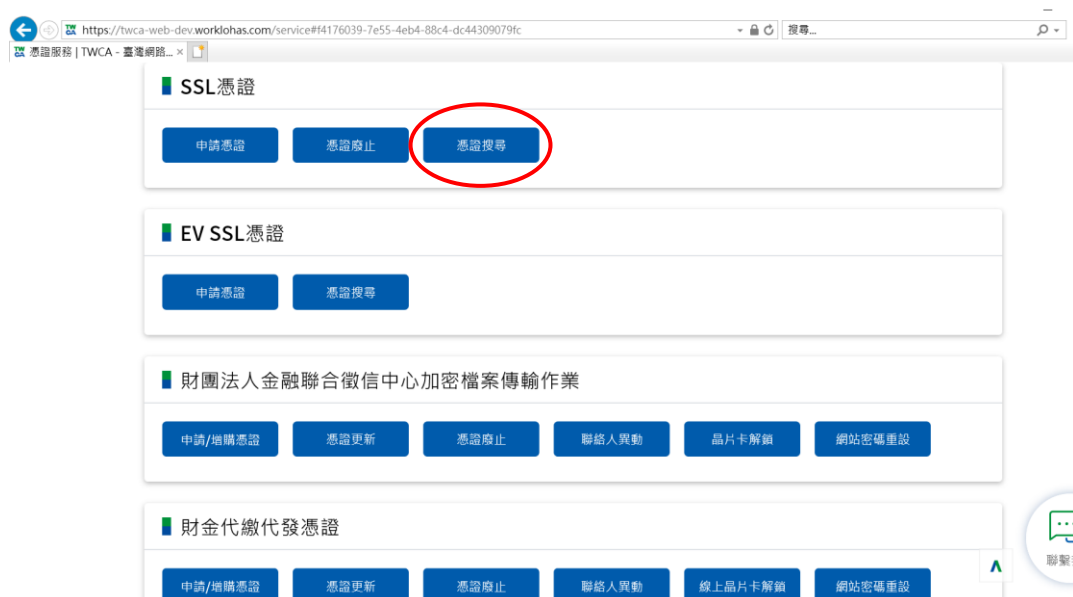 https://twca-web-dev.worklohas.com/service#f4176039-7e55-4eb4-88c4-dc44309079fc
搜尋...
憑證服務 | TWCA - 臺灣網路...
SSL憑證
申請憑證 憑證廢止 憑證搜尋
EV SSL憑證
申請憑證 憑證搜尋
財團法人金融聯合徵信中心加密檔案傳輸作業
申請/增購憑證 憑證更新 憑證廢止 聯絡人異動 晶片卡解鎖 網站密碼重設
財金代繳代發憑證
聯繫
申請/增購憑證 憑證更新 憑證廢止 聯絡人異動 線上晶片卡解鎖 網站密碼重設